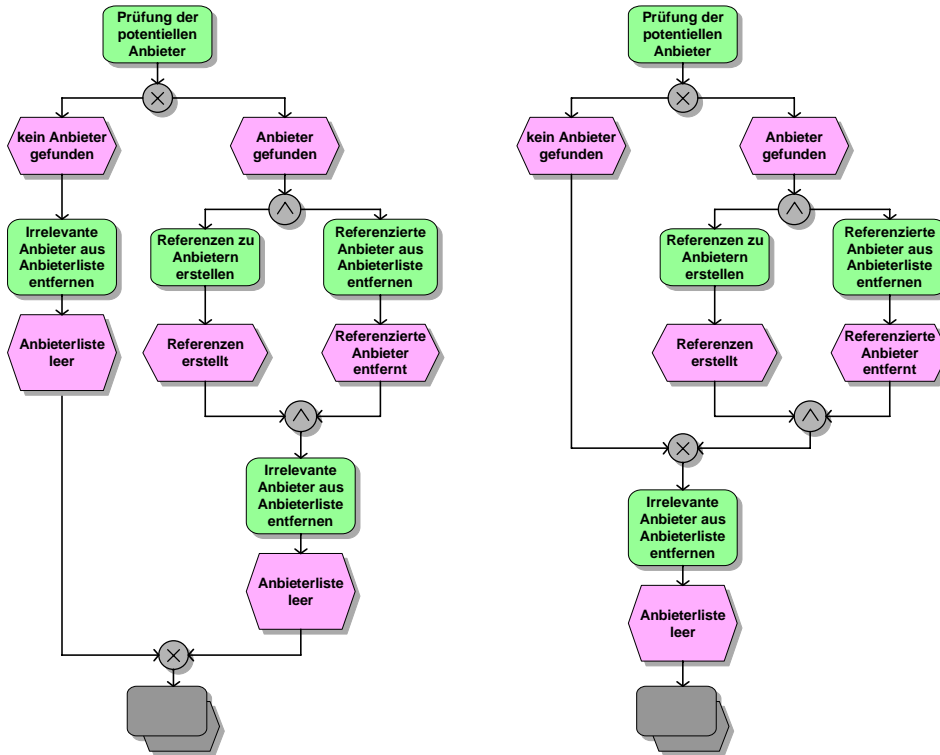 Prüfung der
potentiellen
Anbieter
kein Anbieter
gefunden
Anbieter
gefunden
Irrelevante
Anbieter aus
Anbieterliste
entfernen
Referenzen zu
Anbietern
erstellen
Referenzierte
Anbieter aus
Anbieterliste
entfernen
Anbieterliste
leer
Referenzen
erstellt
Referenzierte
Anbieter
entfernt
Irrelevante
Anbieter aus
Anbieterliste
entfernen
Anbieterliste
leer
Prüfung der
potentiellen
Anbieter
kein Anbieter
gefunden
Anbieter
gefunden
Referenzen zu
Anbietern
erstellen
Referenzierte
Anbieter aus
Anbieterliste
entfernen
Referenzen
erstellt
Referenzierte
Anbieter
entfernt
Irrelevante
Anbieter aus
Anbieterliste
entfernen
Anbieterliste
leer